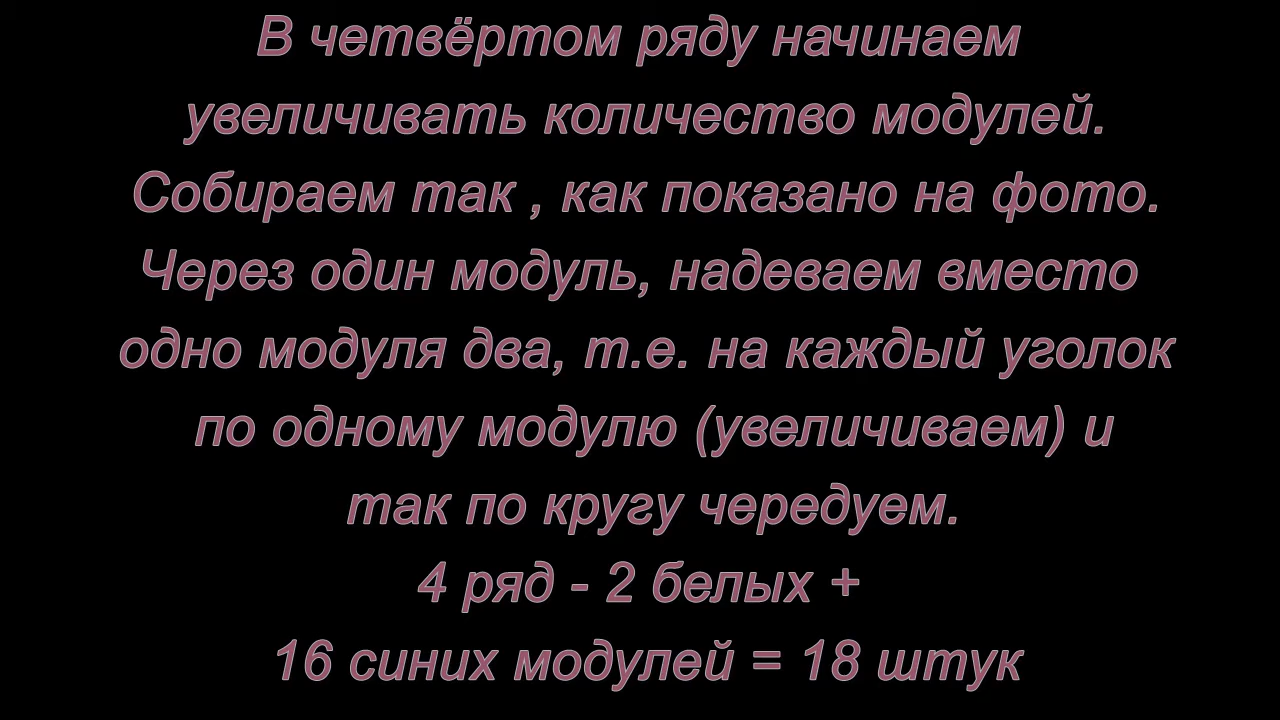 В четвёртом ряду начинаем
увеличивать количество модулей.
Собираем так , как показано на фото.
Через один модуль, надеваем вместо
одно модуля два, т.е. на каждый уголок
по одному модулю (увеличиваем) и
так по кругу чередуем.
4 ряд - 2 белых +
16 синих модулей = 18 штук